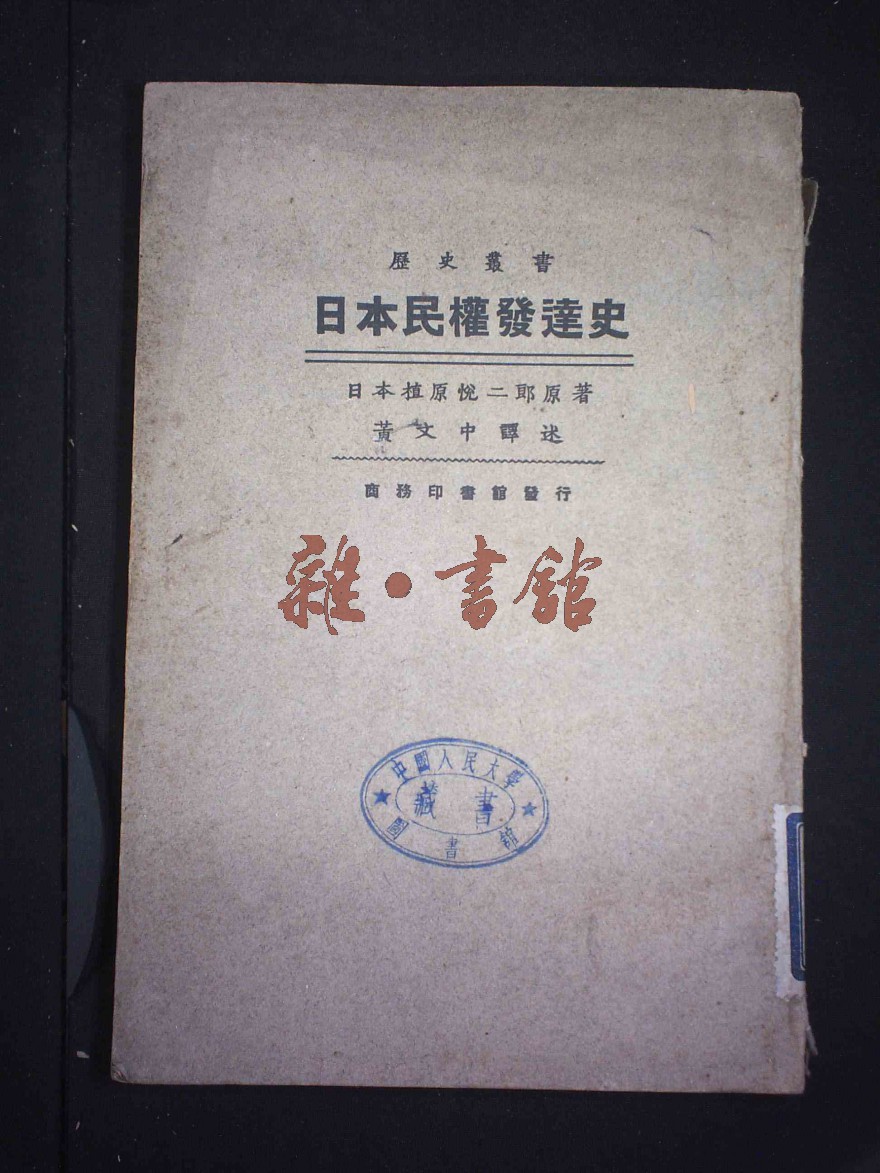 歷史叢書
日本民權發達史
日本植原悅二郎原著
黃文中譯述
商務印書館發行
雜·書館
中國人民大學
藏書
圖書館